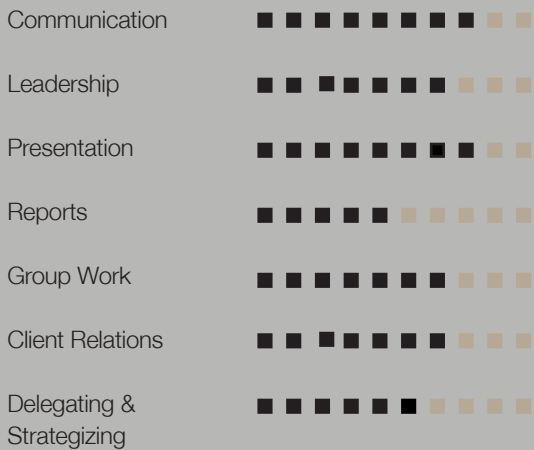 Communication
Leadership
Presentation
Reports
Group Work
Client Relations
Delegating &
Strategizing